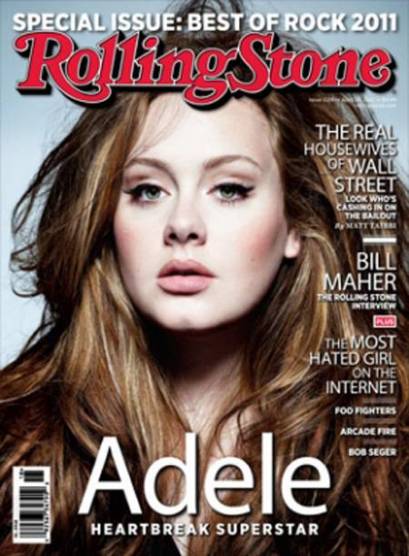 SPECIAL ISSUE: BEST OF ROCK 2011
RollingStone
THE REAL
HOUSEWIVES
OF WALL
STREET
LOOK WHO'S
CASHING IN ON
THE BAILOUT
By MATT TAIBBI
BILL
MAHER
THE ROLLING STONE
INTERVIEW
PLUS
THE MOST
HATED GIRL
ON THE
INTERNET
FOO FIGHTERS
ARCADE FIRE
BOB SEGER
Adele
HEARTBREAK SUPERSTAR